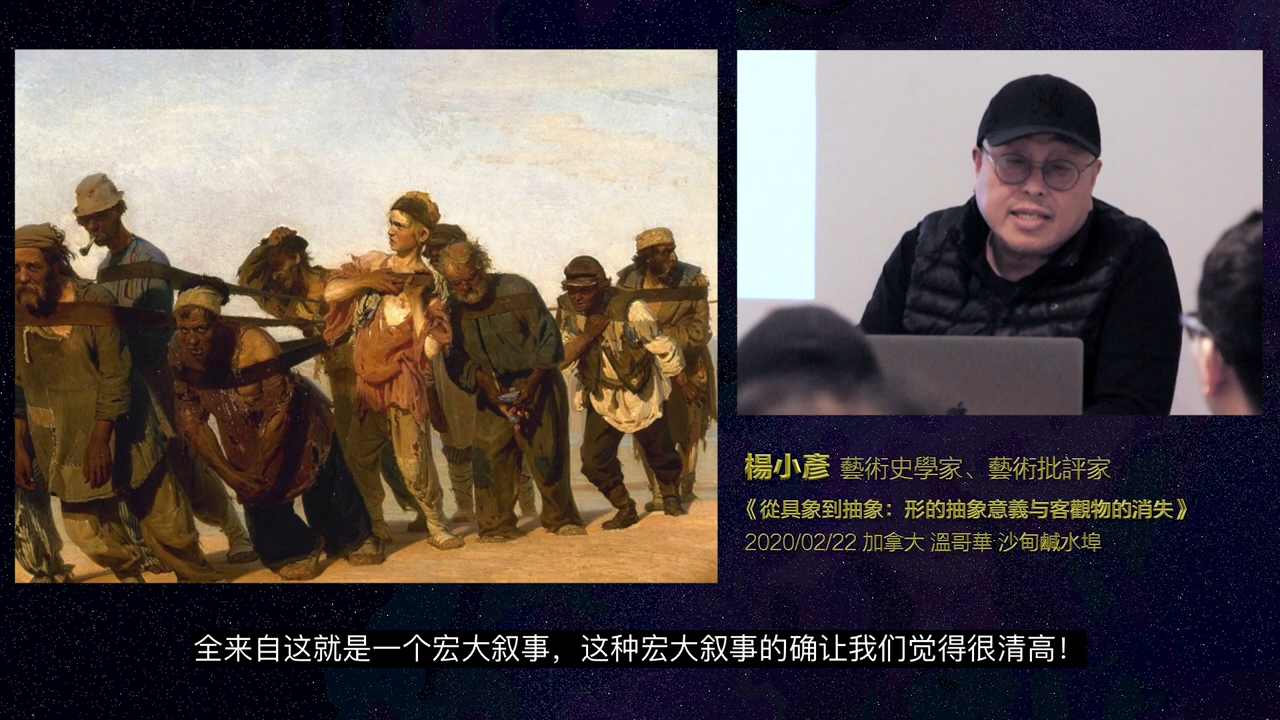 楊小彥 藝術史學家、藝術批評家
《從具象到抽象：形的抽象意義与客觀物的消失》
2020/02/22 加拿大 溫哥華 沙甸鹹水埠
全来自这就是一个宏大叙事，这种宏大叙事的确让我们觉得很清高！